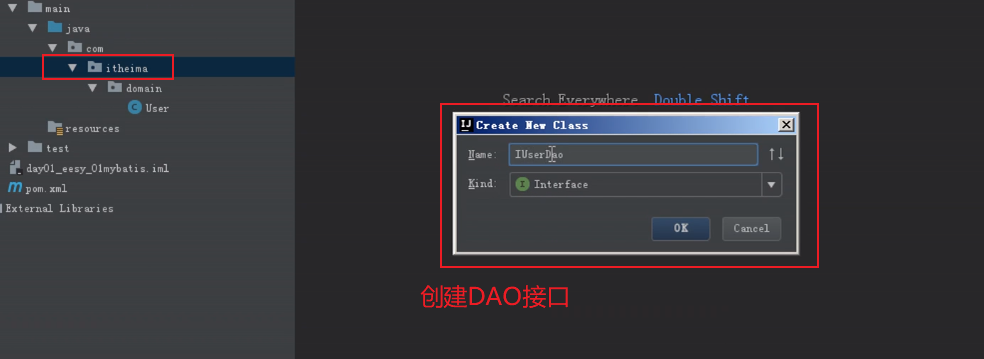 main
java
com
itheima
domain
User
resources
test
day01_eesy_01mybatis.iml
pom.xml
External Libraries
Search Everywhere Double Shift
Create New Class
Name: IUserDao
Kind: Interface
OK Cancel
创建DAO接口